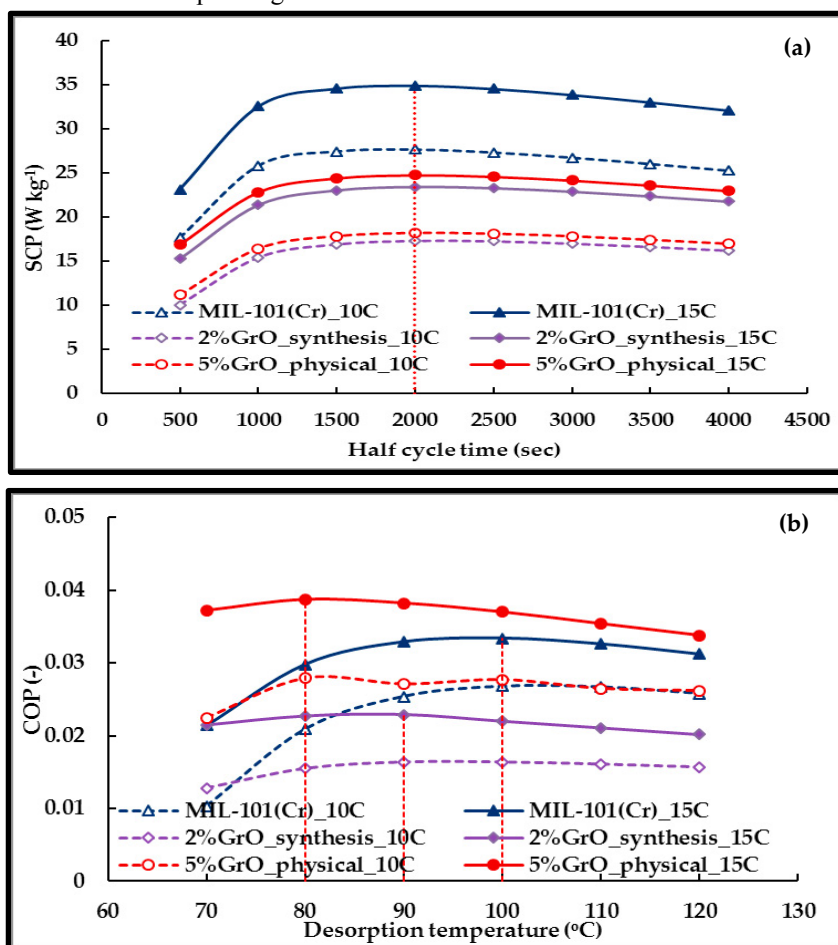 (a)
40
35
30
25
20
15
10
5
0
SCP (W kg-1)
MIL-101(Cr)_10C MIL-101(Cr)_15C
2%GrO_synthesis_10C 2%GrO_synthesis_15C
5%GrO_physical_10C 5%GrO_physical_15C
0 500 1000 1500 2000 2500 3000 3500 4000 4500
Half cycle time (sec)
(b)
0.05
0.04
0.03
0.02
0.01
0
COP (-)
MIL-101(Cr)_10C MIL-101(Cr)_15C
2%GrO_synthesis_10C 2%GrO_synthesis_15C
5%GrO_physical_10C 5%GrO_physical_15C
60 70 80 90 100 110 120 130
Desorption temperature (oC)